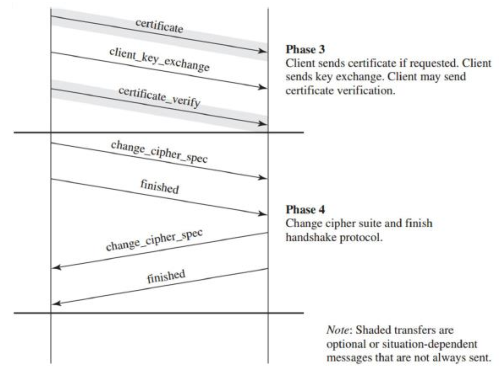 certificate
client_key_exchange
certificate_verify
Phase 3
Client sends certificate if requested. Client
sends key exchange. Client may send
certificate verification.
change_cipher_spec
finished
change_cipher_spec
finished
Phase 4
Change cipher suite and finish
handshake protocol.
Note: Shaded transfers are
optional or situation-dependent
messages that are not always sent.